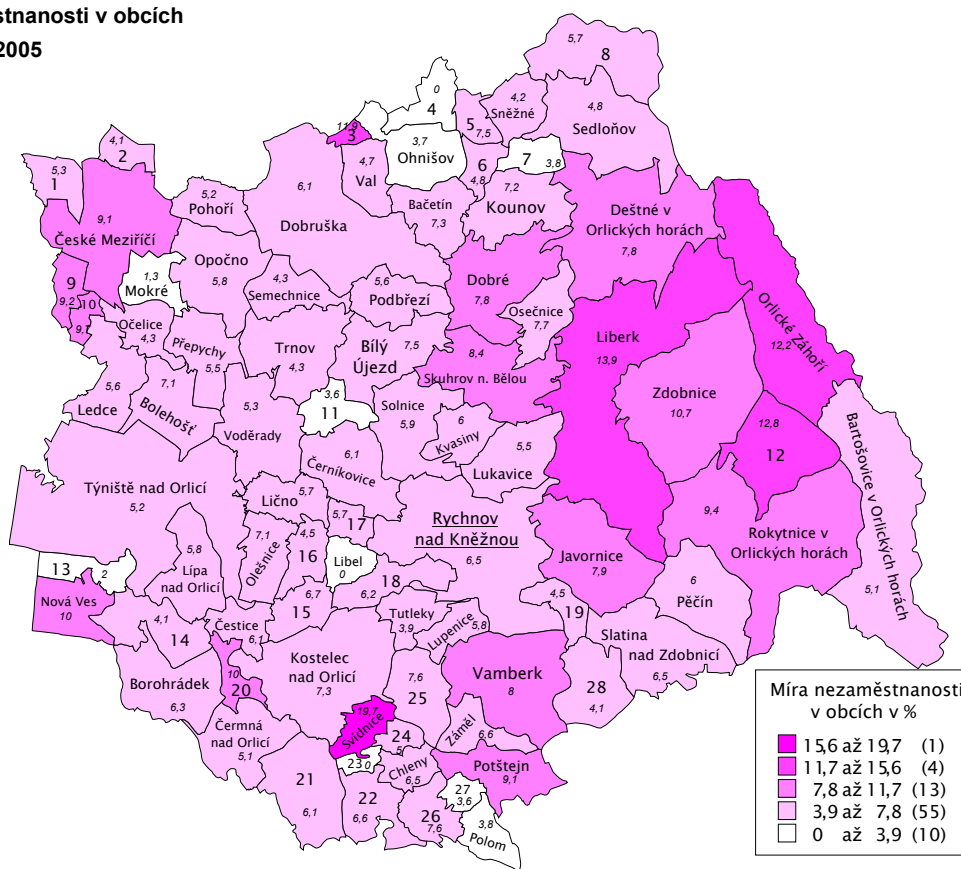 stnanosti v obcích
2005
5,7
8
0
4
4,2
Sněžné
4,8
Sedloňov
11,9
3
5
7,5
3,7
Ohnišov
4,1
2
4,7
Val
6
4,8
7
3,8
5,3
1
5,2
Pohoří
6,1
Dobruška
Bačetín
7,3
7,2
Kounov
Deštné v
Orlických horách
7,8
9,1
České Meziříčí
Opočno
5,8
Dobré
7,8
9
9,2
10
9,1
1,3
Mokré
4,3
Semechnice
5,6
Podbřezí
Osečnice
7,7
Orlické Záhoří
12,2
Očelice
4,3
Přepychy
5,5
Trnov
4,3
Bílý
Újezd
7,5
8,4
Skuhrov n. Bělou
Liberk
13,9
Zdobnice
10,7
5,6
Ledce
7,1
Bolehošť
5,3
Voděrady
3,6
11
Solnice
5,9
6
Kvasiny
5,5
Lukavice
12,8
12
Bartošovice v Orlických horách
5,1
6,1
Černíkovice
Týniště nad Orlicí
5,2
Lično
5,7
5,7
17
Rychnov
nad Kněžnou
6,5
9,4
Rokytnice v
Orlických horách
7,1
Olešnice
4,5
16
Libel
0
Javornice
7,9
5,8
Lípa
nad Orlicí
13
2
Nová Ves
10
6,7
15
18
6,2
4,5
19
6
Pěčín
4,1
14
Čestice
6,1
Tutleky
3,9
Lupenice
5,8
Slatina
nad Zdobnicí
6,5
Borohrádek
6,3
10
20
Kostelec
nad Orlicí
7,3
7,6
25
Vamberk
8
28
4,1
Čermná
nad Orlicí
5,1
19,7
Svídnice
24
5
Záměl
6,6
23
0
Chleny
6,5
Potštejn
9,1
21
6,1
22
6,6
26
7,6
27
3,6
3,8
Polom
Míra nezaměstnanosti
v obcích v %
15,6 až 19,7 (1)
11,7 až 15,6 (4)
7,8 až 11,7 (13)
3,9 až 7,8 (55)
0 až 3,9 (10)